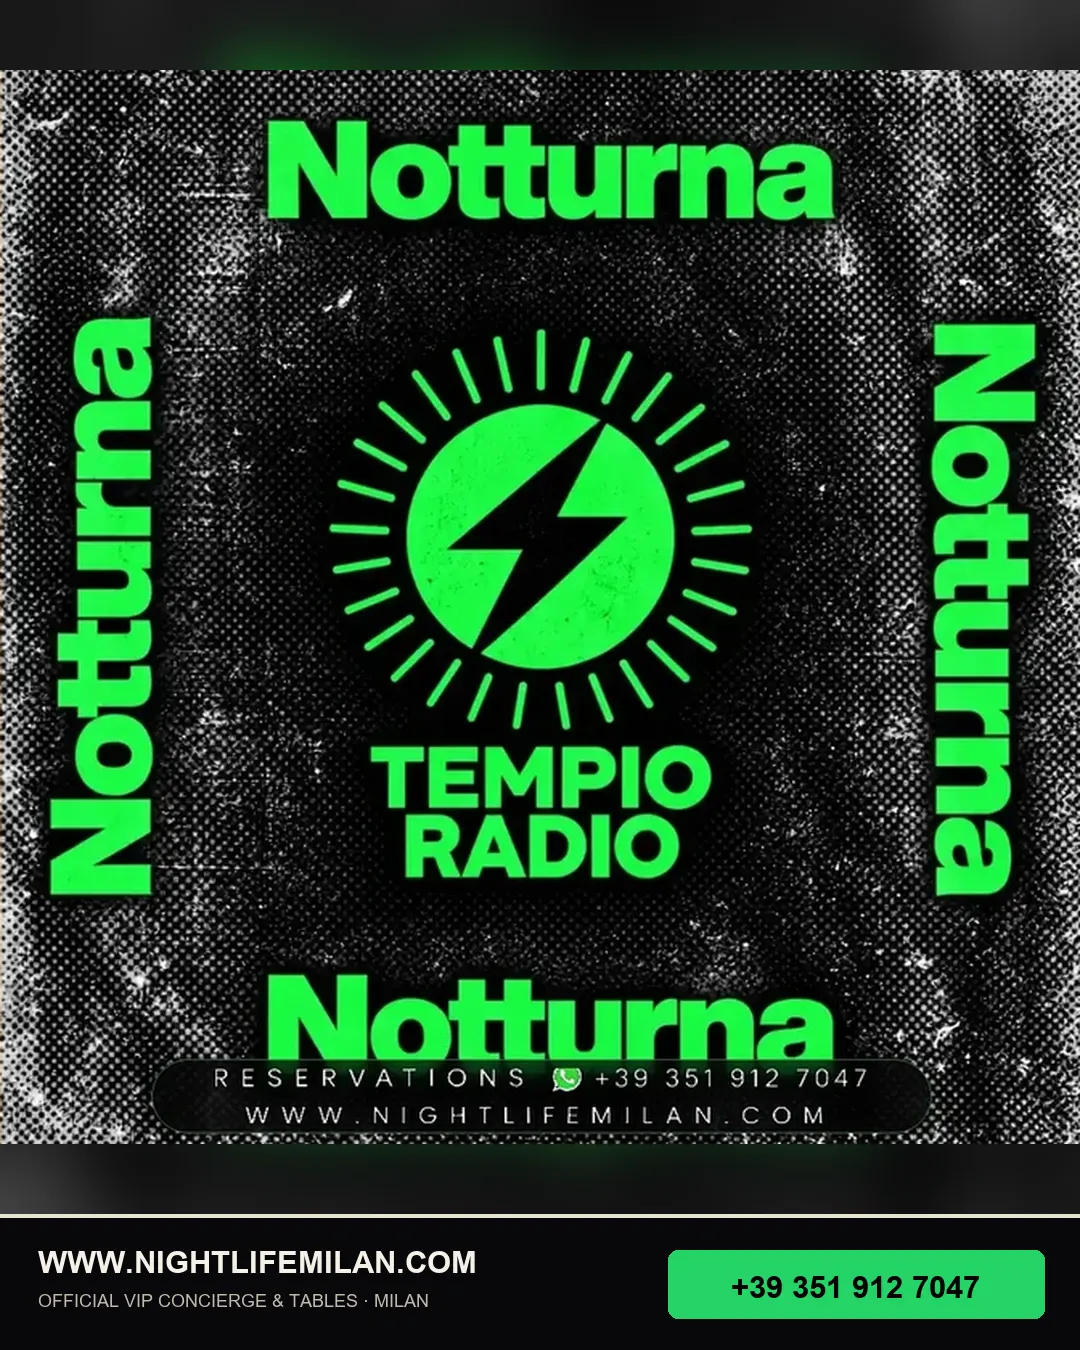 Notturna
Notturna
Notturna
TEMPIO
RADIO
Notturna
RESERVATIONS +39 351 912 7047
WWW.NIGHTLIFEMILAN.COM
WWW.NIGHTLIFEMILAN.COM
OFFICIAL VIP CONCIERGE & TABLES · MILAN
+39 351 912 7047